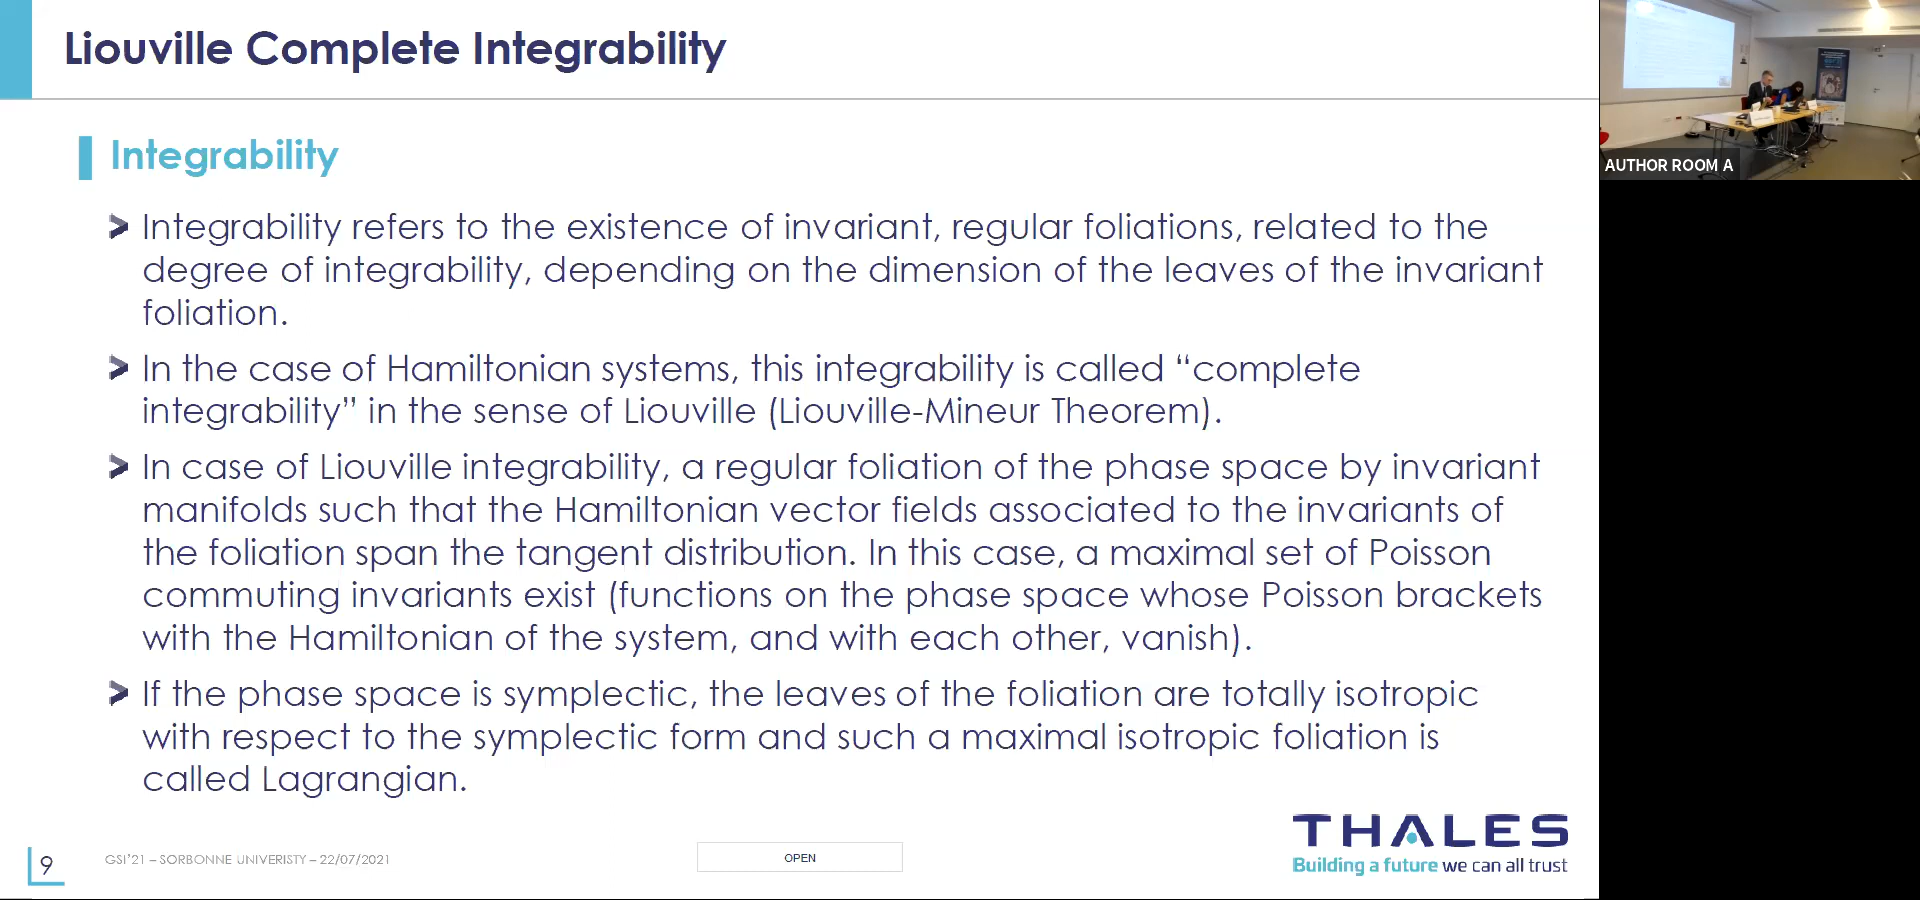 Liouville Complete Integrability
Integrability
Integrability refers to the existence of invariant, regular foliations, related to the
degree of integrability, depending on the dimension of the leaves of the invariant
foliation.
In the case of Hamiltonian systems, this integrability is called “complete
integrability” in the sense of Liouville (Liouville-Mineur Theorem).
In case of Liouville integrability, a regular foliation of the phase space by invariant
manifolds such that the Hamiltonian vector fields associated to the invariants of
the foliation span the tangent distribution. In this case, a maximal set of Poisson
commuting invariants exist (functions on the phase space whose Poisson brackets
with the Hamiltonian of the system, and with each other, vanish).
If the phase space is symplectic, the leaves of the foliation are totally isotropic
with respect to the symplectic form and such a maximal isotropic foliation is
called Lagrangian.
9
GSI’21 – SORBONNE UNIVERISTY – 22/07/2021
OPEN
THALES
Building a future we can all trust
AUTHOR ROOM A